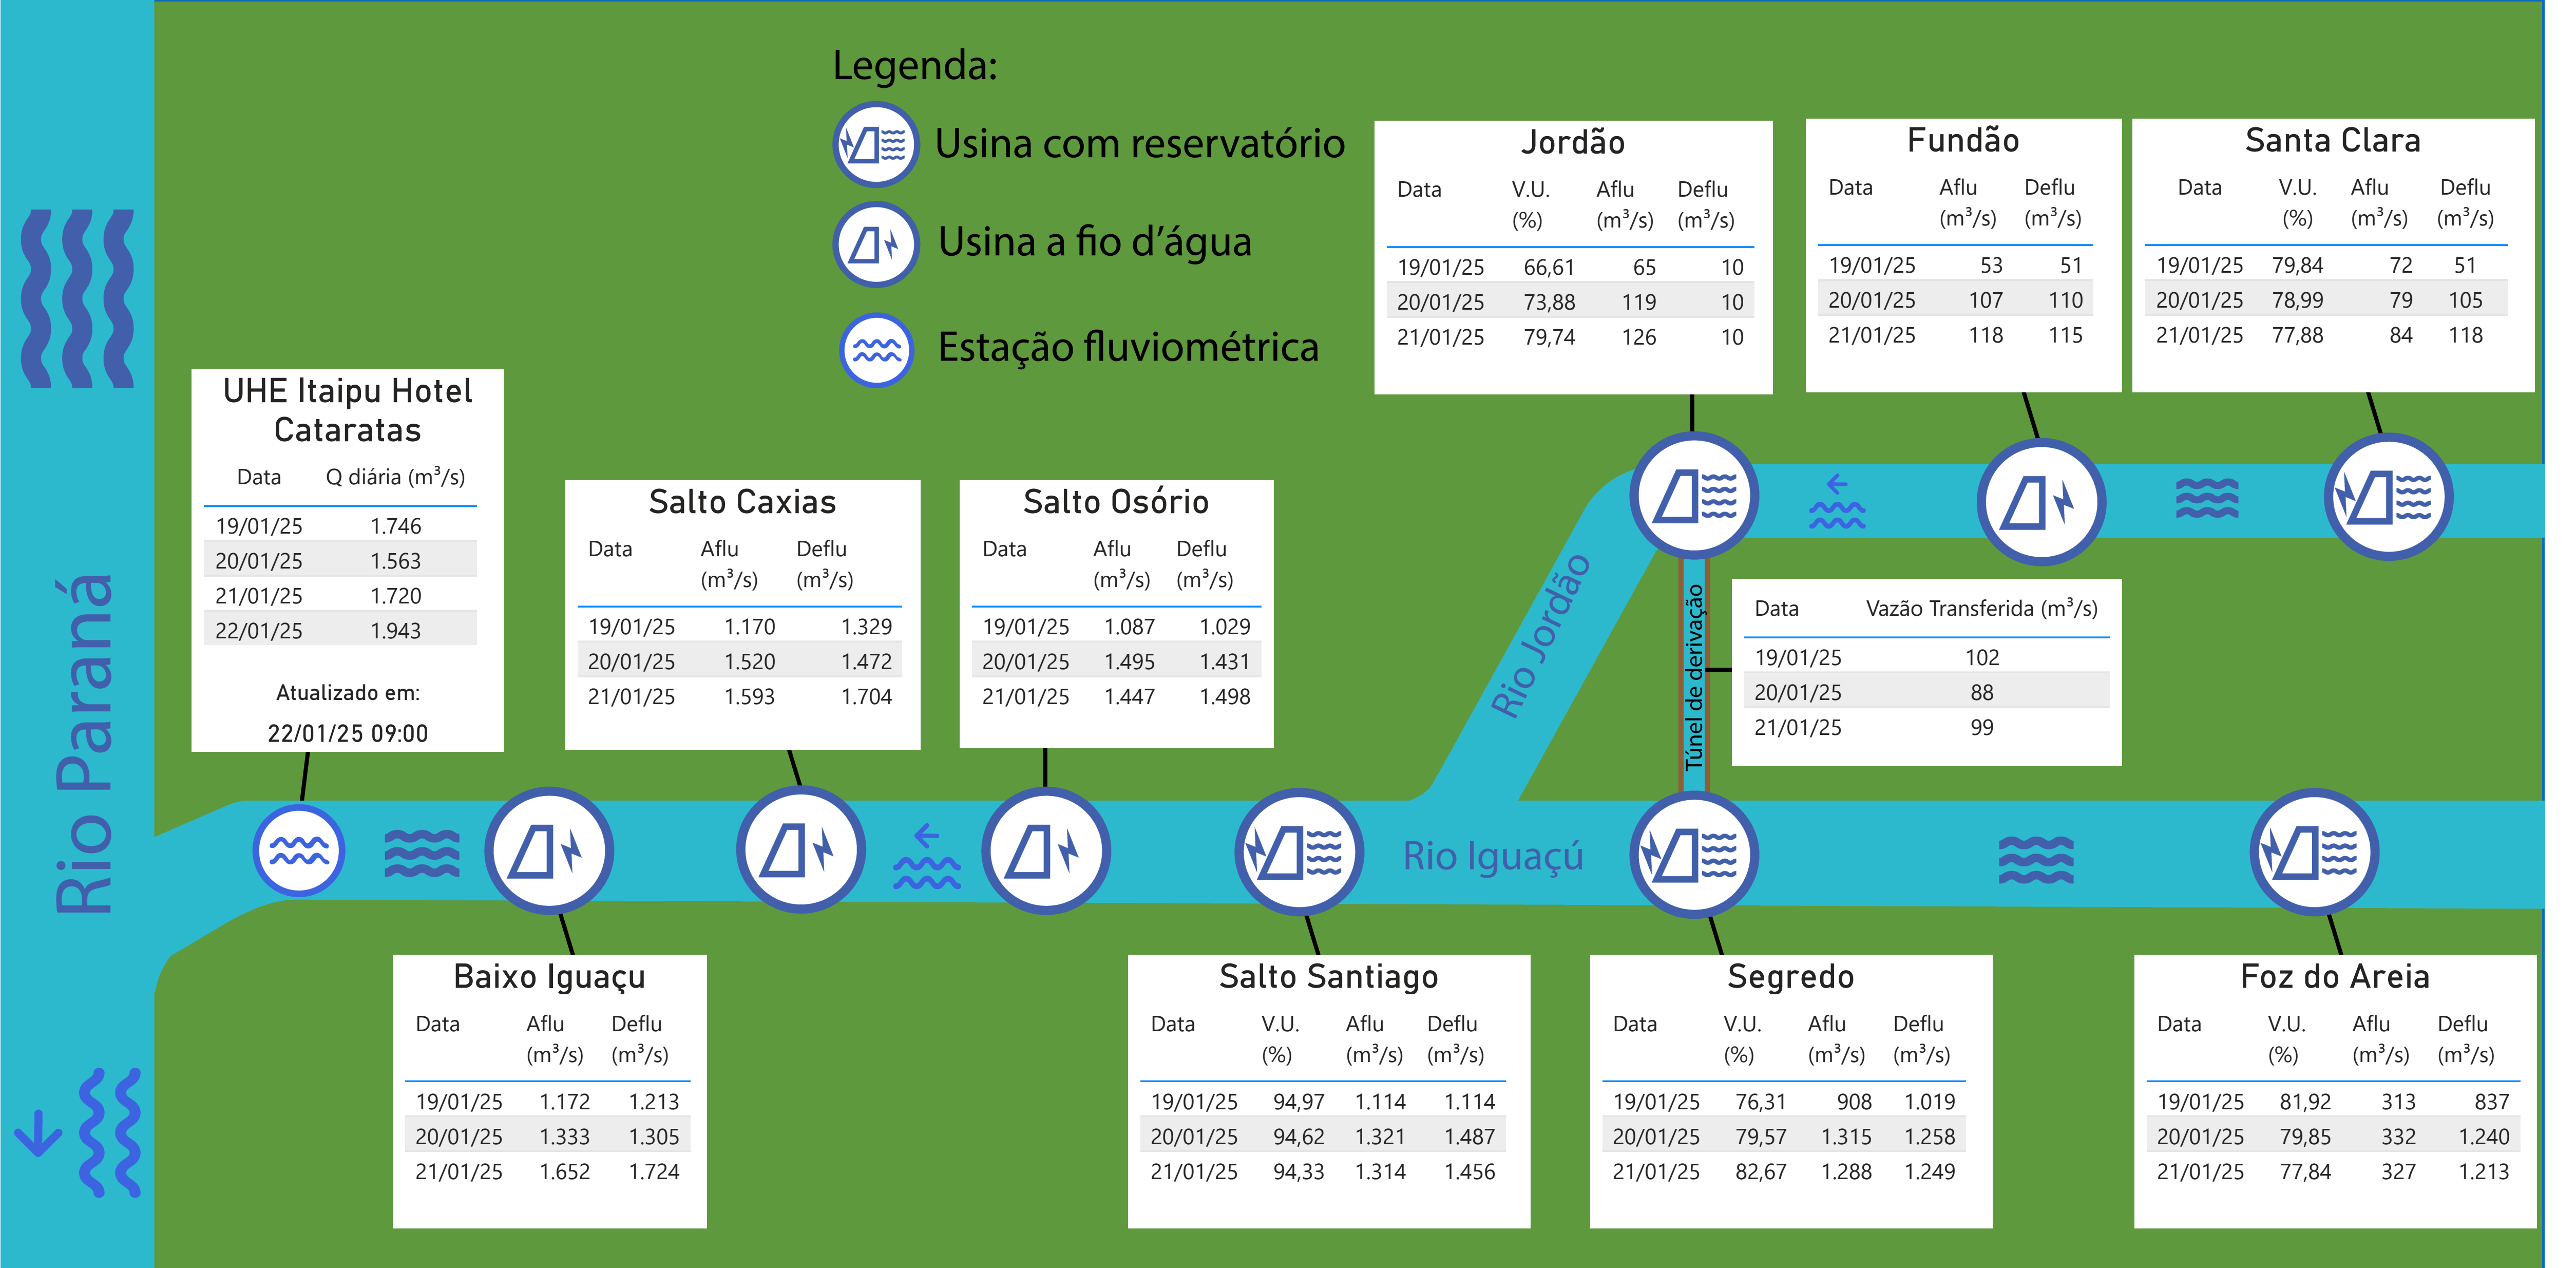 Legenda:
Usina com reservatório
Usina a fio d’água
Estação fluviométrica
Jordão
Data V.U. (%) Aflu (m³/s) Deflu (m³/s)
19/01/25 66,61 65 10
20/01/25 73,88 119 10
21/01/25 79,74 126 10
Fundão
Data Aflu (m³/s) Deflu (m³/s)
19/01/25 53 51
20/01/25 107 110
21/01/25 118 115
Santa Clara
Data V.U. (%) Aflu (m³/s) Deflu (m³/s)
19/01/25 79,84 72 51
20/01/25 78,99 79 105
21/01/25 77,88 84 118
UHE Itaipu Hotel
Cataratas
Data Q diária (m³/s)
19/01/25 1.746
20/01/25 1.563
21/01/25 1.720
22/01/25 1.943
Atualizado em:
22/01/25 09:00
Salto Caxias
Data Aflu (m³/s) Deflu (m³/s)
19/01/25 1.170 1.329
20/01/25 1.520 1.472
21/01/25 1.593 1.704
Salto Osório
Data Aflu (m³/s) Deflu (m³/s)
19/01/25 1.087 1.029
20/01/25 1.495 1.431
21/01/25 1.447 1.498
Rio Jordão
Túnel de derivação
Data Vazão Transferida (m³/s)
19/01/25 102
20/01/25 88
21/01/25 99
Rio Paraná
Rio Iguaçú
Baixo Iguaçu
Data Aflu (m³/s) Deflu (m³/s)
19/01/25 1.172 1.213
20/01/25 1.333 1.305
21/01/25 1.652 1.724
Salto Santiago
Data V.U. (%) Aflu (m³/s) Deflu (m³/s)
19/01/25 94,97 1.114 1.114
20/01/25 94,62 1.321 1.487
21/01/25 94,33 1.314 1.456
Segredo
Data V.U. (%) Aflu (m³/s) Deflu (m³/s)
19/01/25 76,31 908 1.019
20/01/25 79,57 1.315 1.258
21/01/25 82,67 1.288 1.249
Foz do Areia
Data V.U. (%) Aflu (m³/s) Deflu (m³/s)
19/01/25 81,92 313 837
20/01/25 79,85 332 1.240
21/01/25 77,84 327 1.213